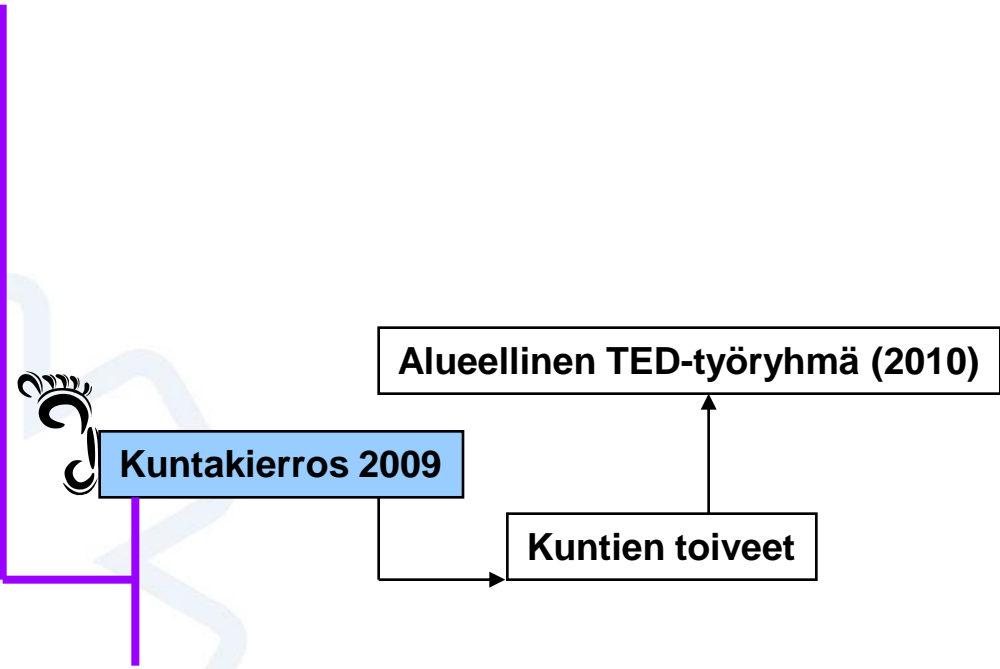 Alueellinen TED-työryhmä (2010)
Kuntakierros 2009
Kuntien toiveet